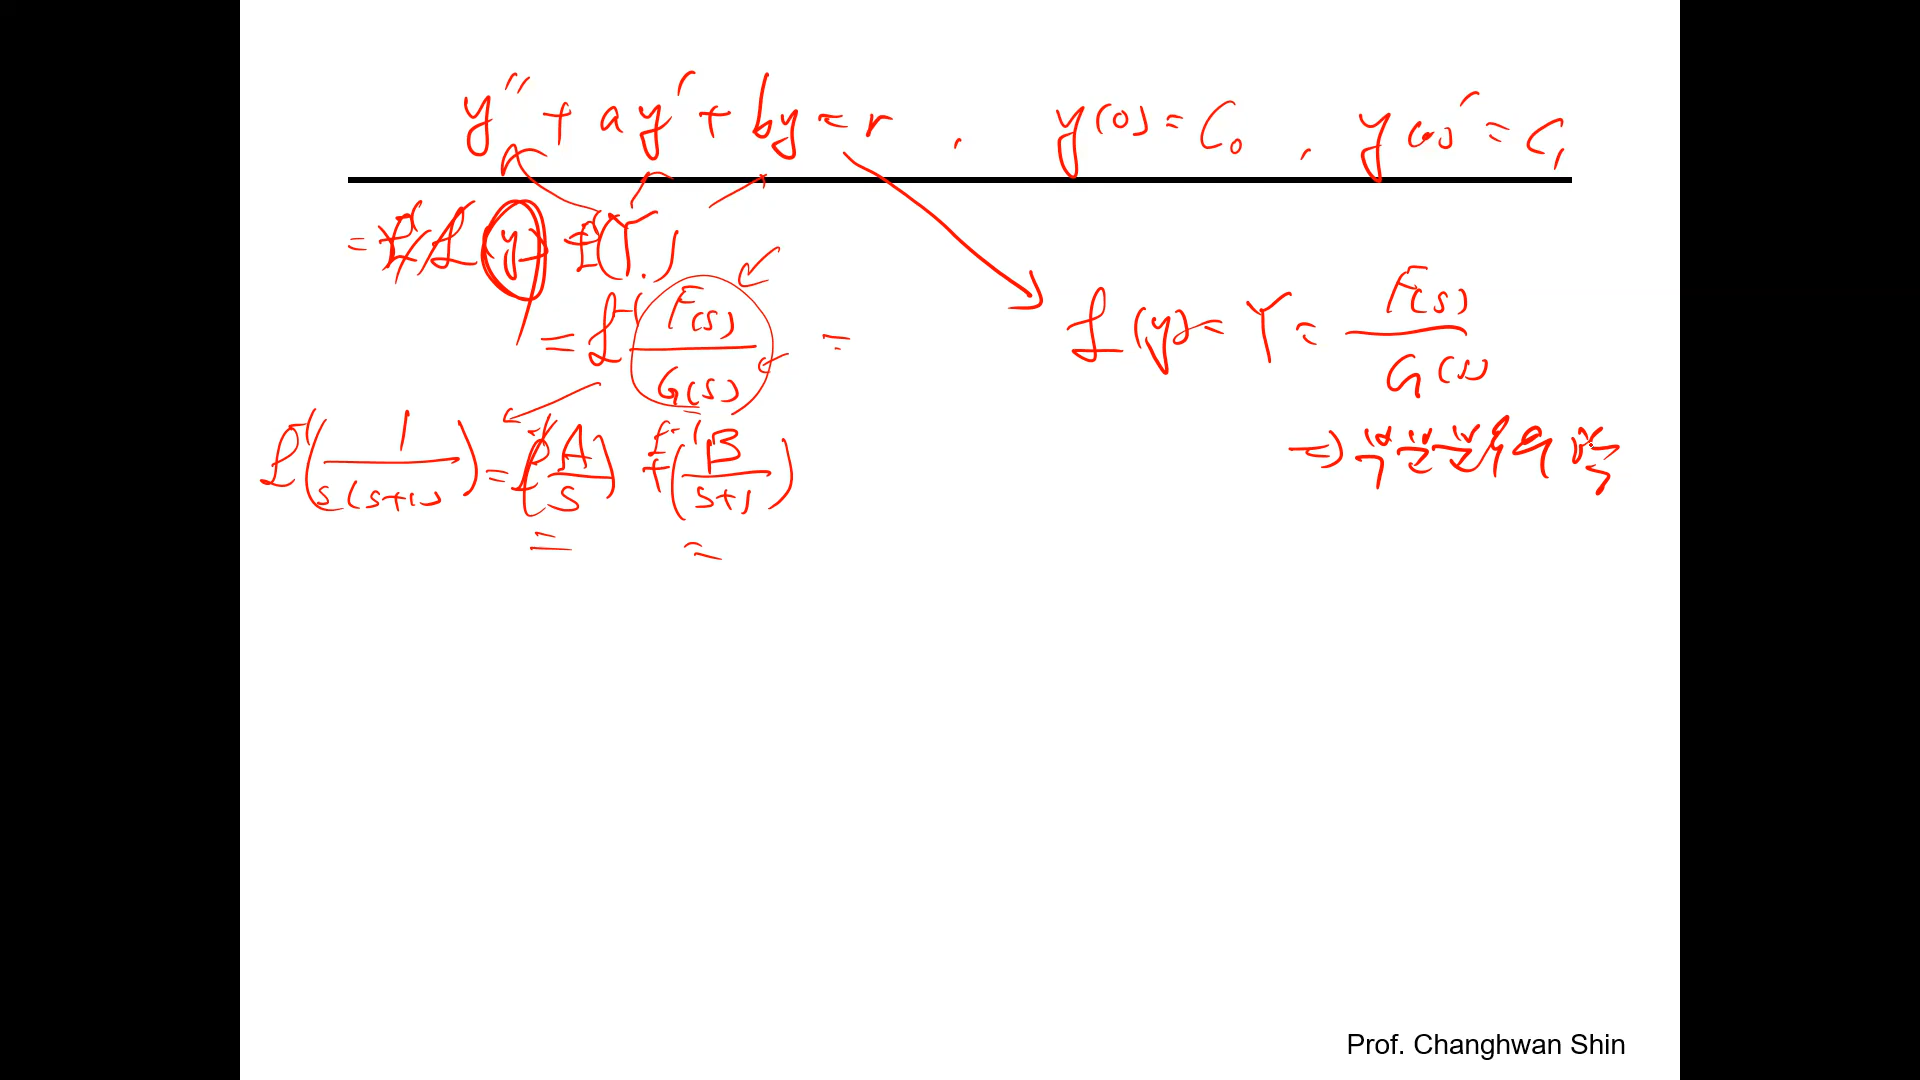 y'' + ay' + by = r , y(0) = C₀ , y(0)' = C₁
= ℒ⁻¹ ℒ(y) = ℒ⁻¹(Y)
= ℒ⁻¹(F(s)/G(s)) =
ℒ(y) = Y = F(s)/G(s)
ℒ⁻¹(1/s(s+1)) = ℒ⁻¹(A/s) + ℒ⁻¹(B/s+1)
⇒ 부분분수
Prof. Changhwan Shin